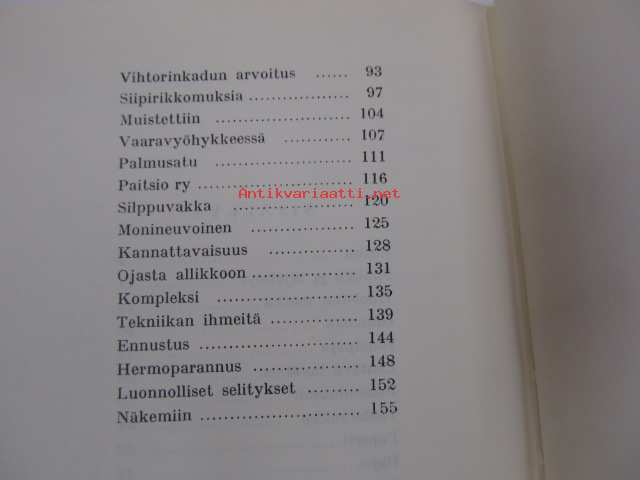 Vihtorinkadun arvoitus ...... 93
Siipirikkomuksia .................. 97
Muistettiin ........................ 104
Vaaravyöhykkeessä ............ 107
Palmusatu ...................... 111
Paitsio ry ........................ 116
Antikvariaatti.net
Silppuvakka .................... 120
Monineuvoinen .................. 125
Kannattavaisuus ................ 128
Ojasta allikkoon ................ 131
Kompleksi ........................ 135
Tekniikan ihmeitä ............... 139
Ennustus ........................... 144
Hermoparannus .................. 148
Luonnolliset selitykset ......... 152
Näkemiin ........................... 155